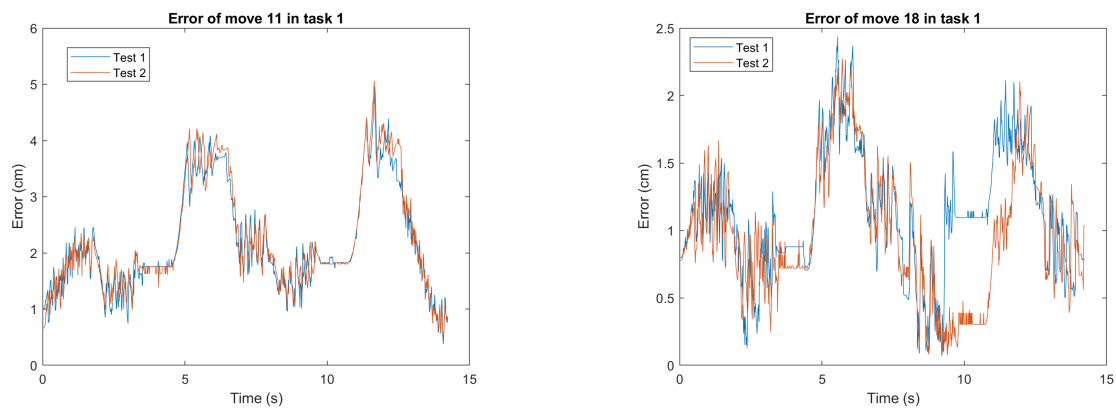 Error of move 11 in task 1
6
5
4
3
2
1
0
Error (cm)
Test 1
Test 2
0
5
10
15
Time (s)
Error of move 18 in task 1
2.5
2
1.5
1
0.5
0
Error (cm)
Test 1
Test 2
0
5
10
15
Time (s)